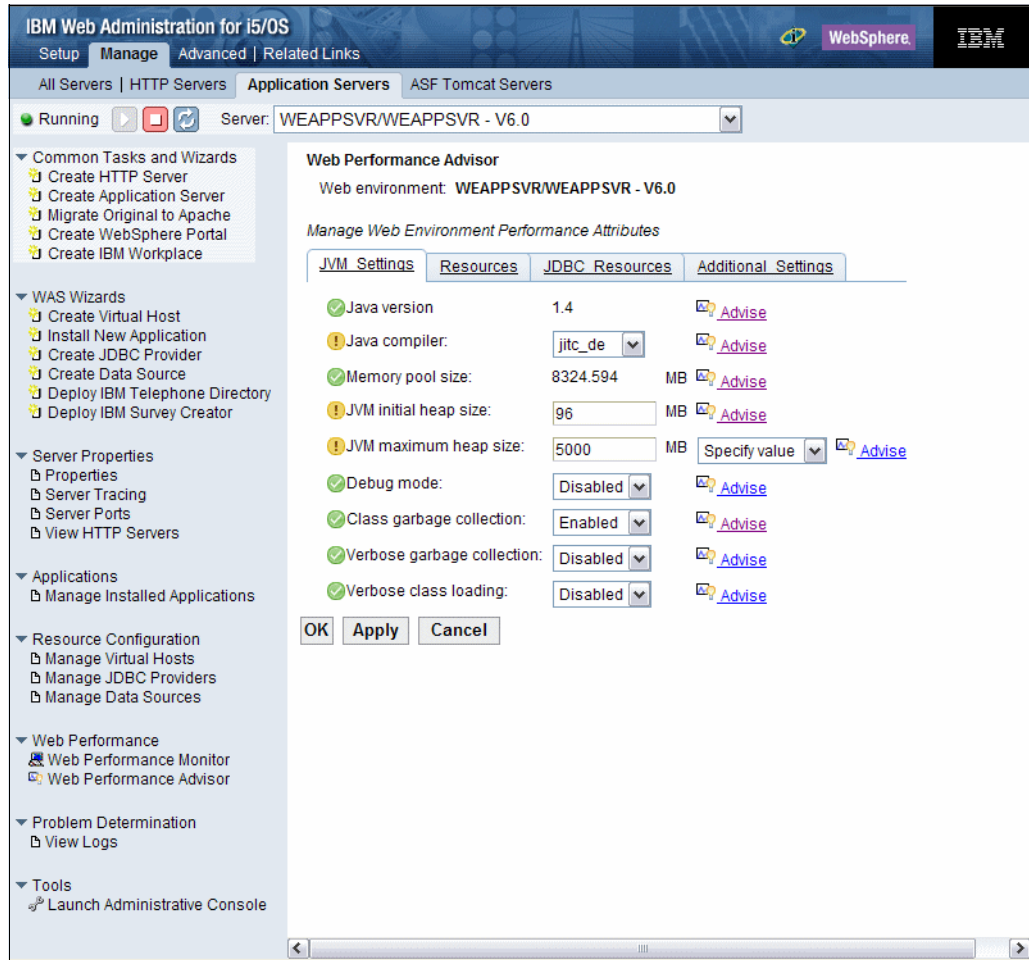 IBM Web Administration for i5/OS
WebSphere.
IBM
Setup Manage Advanced | Related Links
All Servers | HTTP Servers Application Servers ASF Tomcat Servers
Running Server: WEAPPSVR/WEAPPSVR - V6.0
Common Tasks and Wizards
Create HTTP Server
Create Application Server
Migrate Original to Apache
Create WebSphere Portal
Create IBM Workplace
WAS Wizards
Create Virtual Host
Install New Application
Create JDBC Provider
Create Data Source
Deploy IBM Telephone Directory
Deploy IBM Survey Creator
Server Properties
Properties
Server Tracing
Server Ports
View HTTP Servers
Applications
Manage Installed Applications
Resource Configuration
Manage Virtual Hosts
Manage JDBC Providers
Manage Data Sources
Web Performance
Web Performance Monitor
Web Performance Advisor
Problem Determination
View Logs
Tools
Launch Administrative Console
Web Performance Advisor
Web environment: WEAPPSVR/WEAPPSVR - V6.0
Manage Web Environment Performance Attributes
JVM Settings Resources JDBC Resources Additional Settings
Java version 1.4 Advise
Java compiler: jitc_de Advise
Memory pool size: 8324.594 MB Advise
JVM initial heap size: 96 MB Advise
JVM maximum heap size: 5000 MB Specify value Advise
Debug mode: Disabled Advise
Class garbage collection: Enabled Advise
Verbose garbage collection: Disabled Advise
Verbose class loading: Disabled Advise
OK Apply Cancel